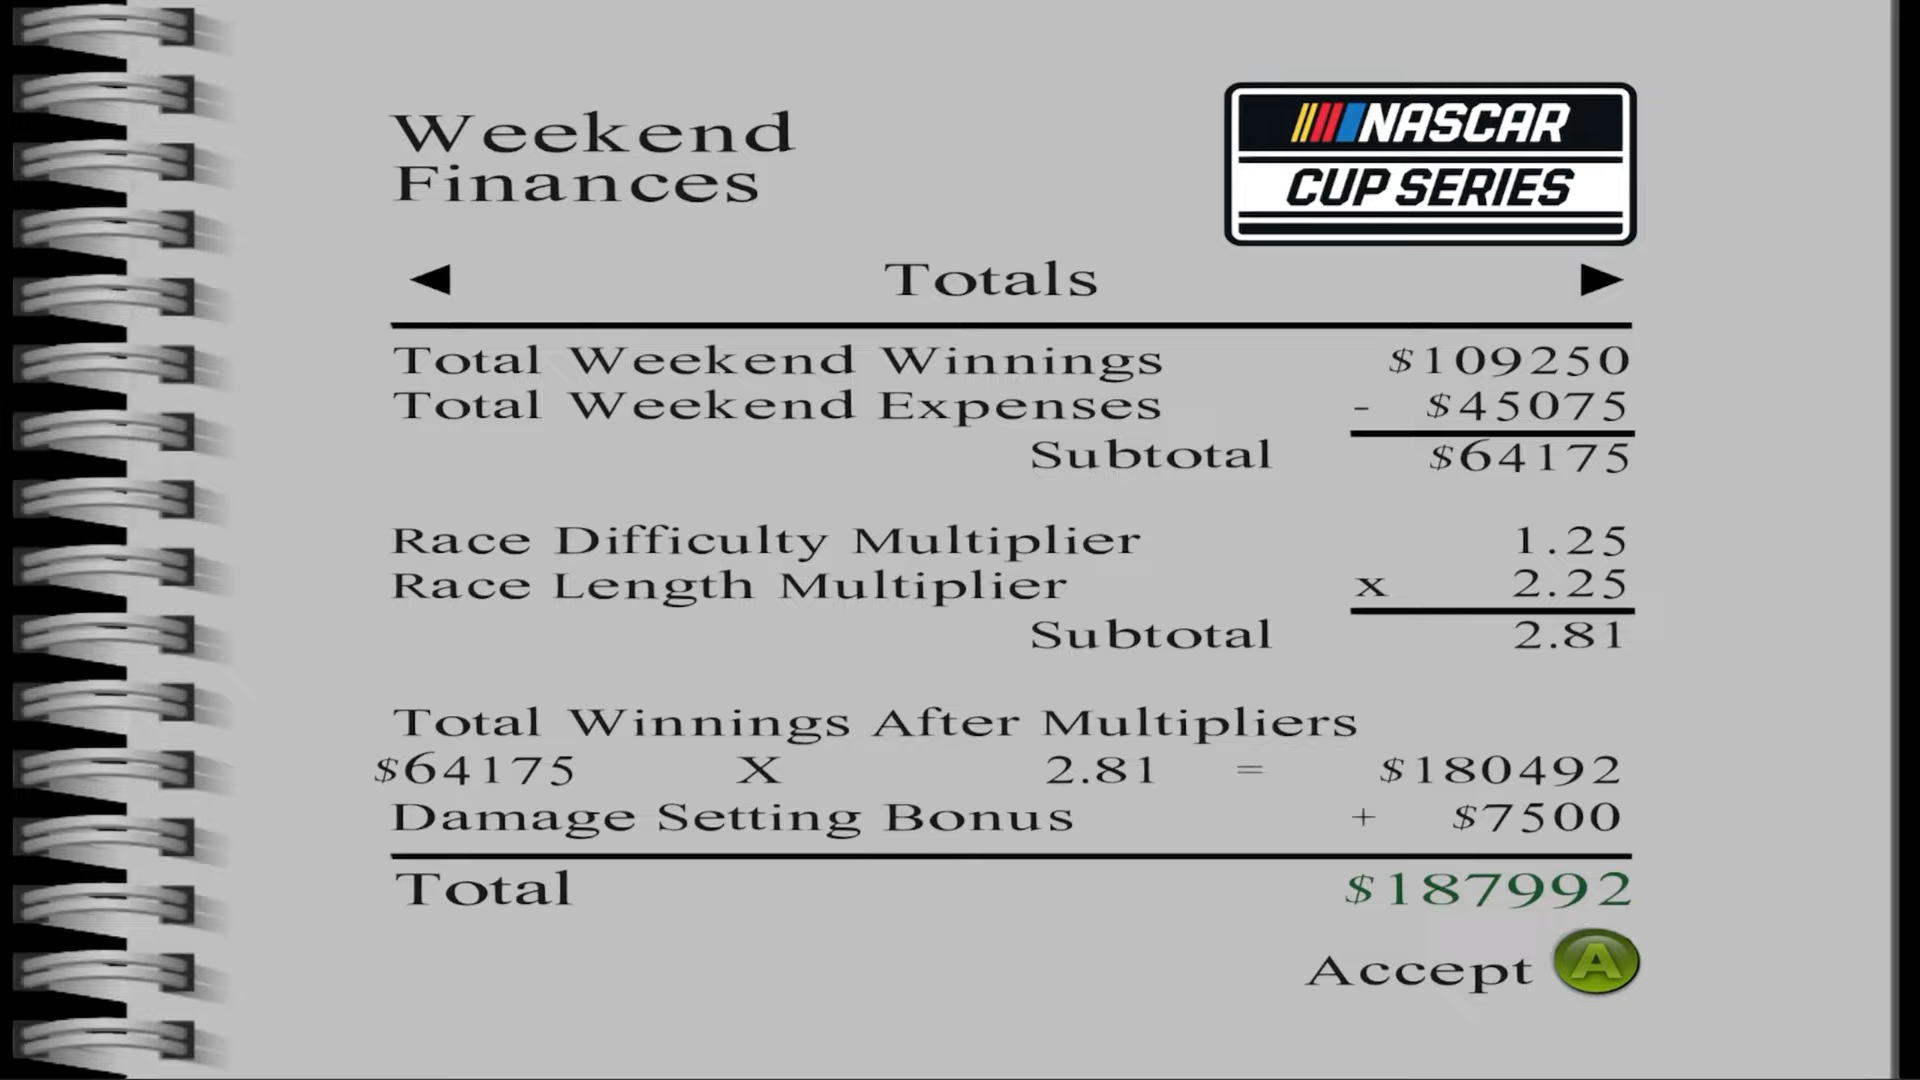 Weekend
Finances
NASCAR
CUP SERIES
Totals
Total Weekend Winnings $109250
Total Weekend Expenses - $45075
Subtotal $64175
Race Difficulty Multiplier 1.25
Race Length Multiplier x 2.25
Subtotal 2.81
Total Winnings After Multipliers
$64175 X 2.81 = $180492
Damage Setting Bonus + $7500
Total $187992
Accept A